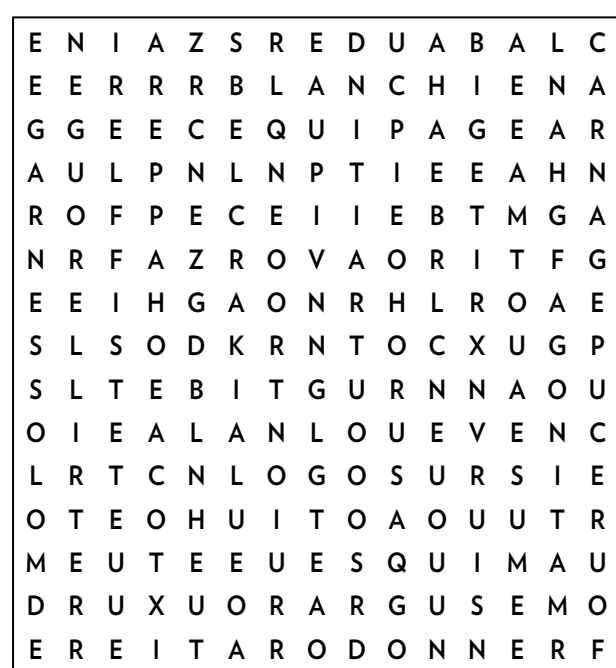 E N I A Z S R E D U A B A L C
E E R R R B L A N C H I E N A
G G E E C E Q U I P A G E A R
A U L P N L N P T I E E A H N
R O F P E C E I I E B T M G A
N R F A Z R O V A O R I T F G
E E I H G A O N R H L R O A E
S L S O D K R N T O C X U G P
S L T E B I T G U R N N A O U
O I E A L A N L O U E V E N C
L R T C N L O G O S U R S I E
O T E O H U I T O A O U U T R
M E U T E E U E S Q U I M A U
D R U X U O R A R G U S E M O
E R E I T A R O D O N N E R F